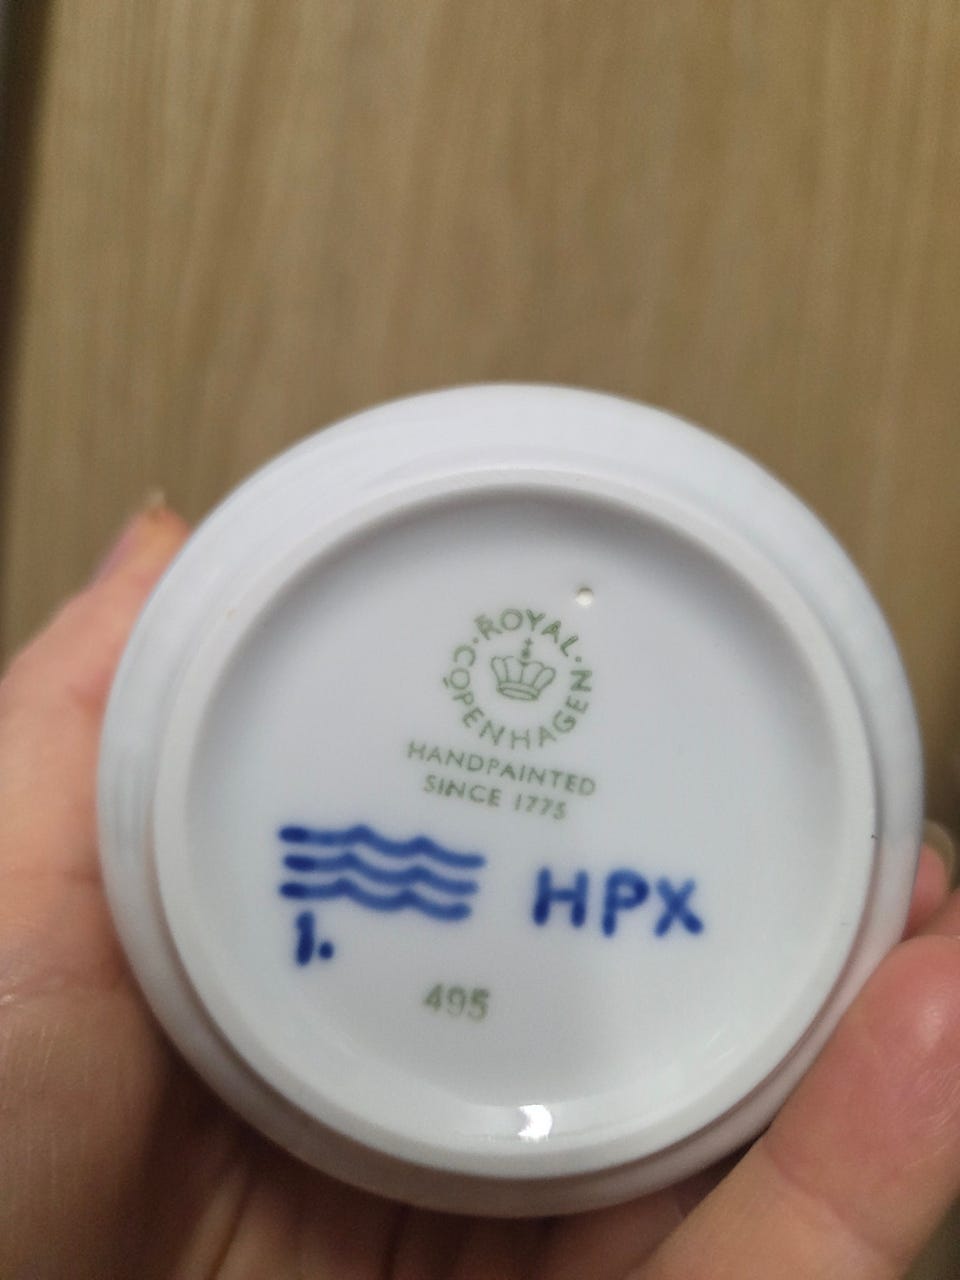 ROYAL
COPENHAGEN
HANDPAINTED
SINCE 1775
HPX
1.
495